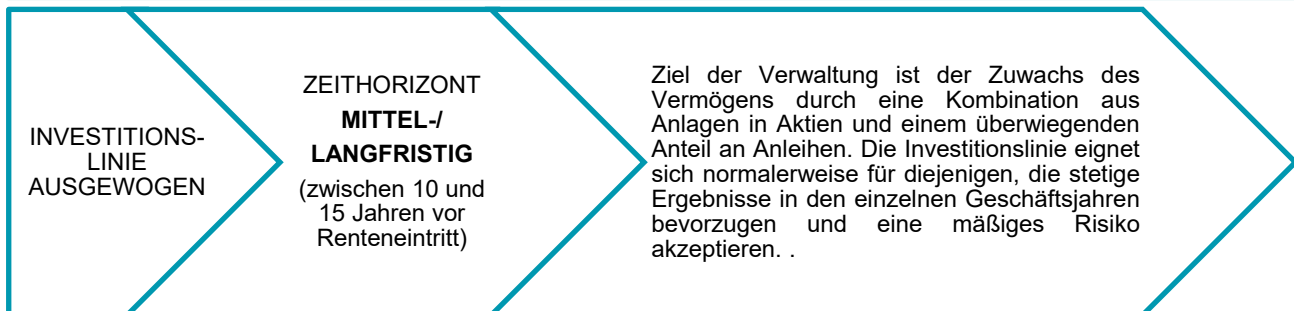 INVESTITIONS-
LINIE
AUSGEWOGEN
ZEITHORIZONT
MITTEL-/
LANGFRISTIG
(zwischen 10 und
15 Jahren vor
Renteneintritt)
Ziel der Verwaltung ist der Zuwachs des
Vermögens durch eine Kombination aus
Anlagen in Aktien und einem überwiegenden
Anteil an Anleihen. Die Investitionslinie eignet
sich normalerweise für diejenigen, die stetige
Ergebnisse in den einzelnen Geschäftsjahren
bevorzugen und eine mäßiges Risiko
akzeptieren. .